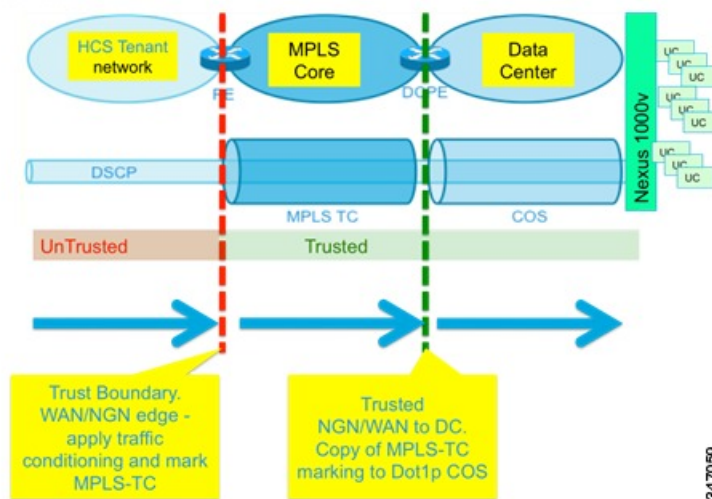 HCS Tenant
network
MPLS
Core
Data
Center
PE
DCPE
Nexus 1000v
UC
UC
UC
UC
UC
UC
UC
UC
UC
DSCP
MPLS TC
COS
UnTrusted
Trusted
Trust Boundary.
WAN/NGN edge -
apply traffic
conditioning and mark
MPLS-TC
Trusted
NGN/WAN to DC.
Copy of MPLS-TC
marking to Dot1p COS